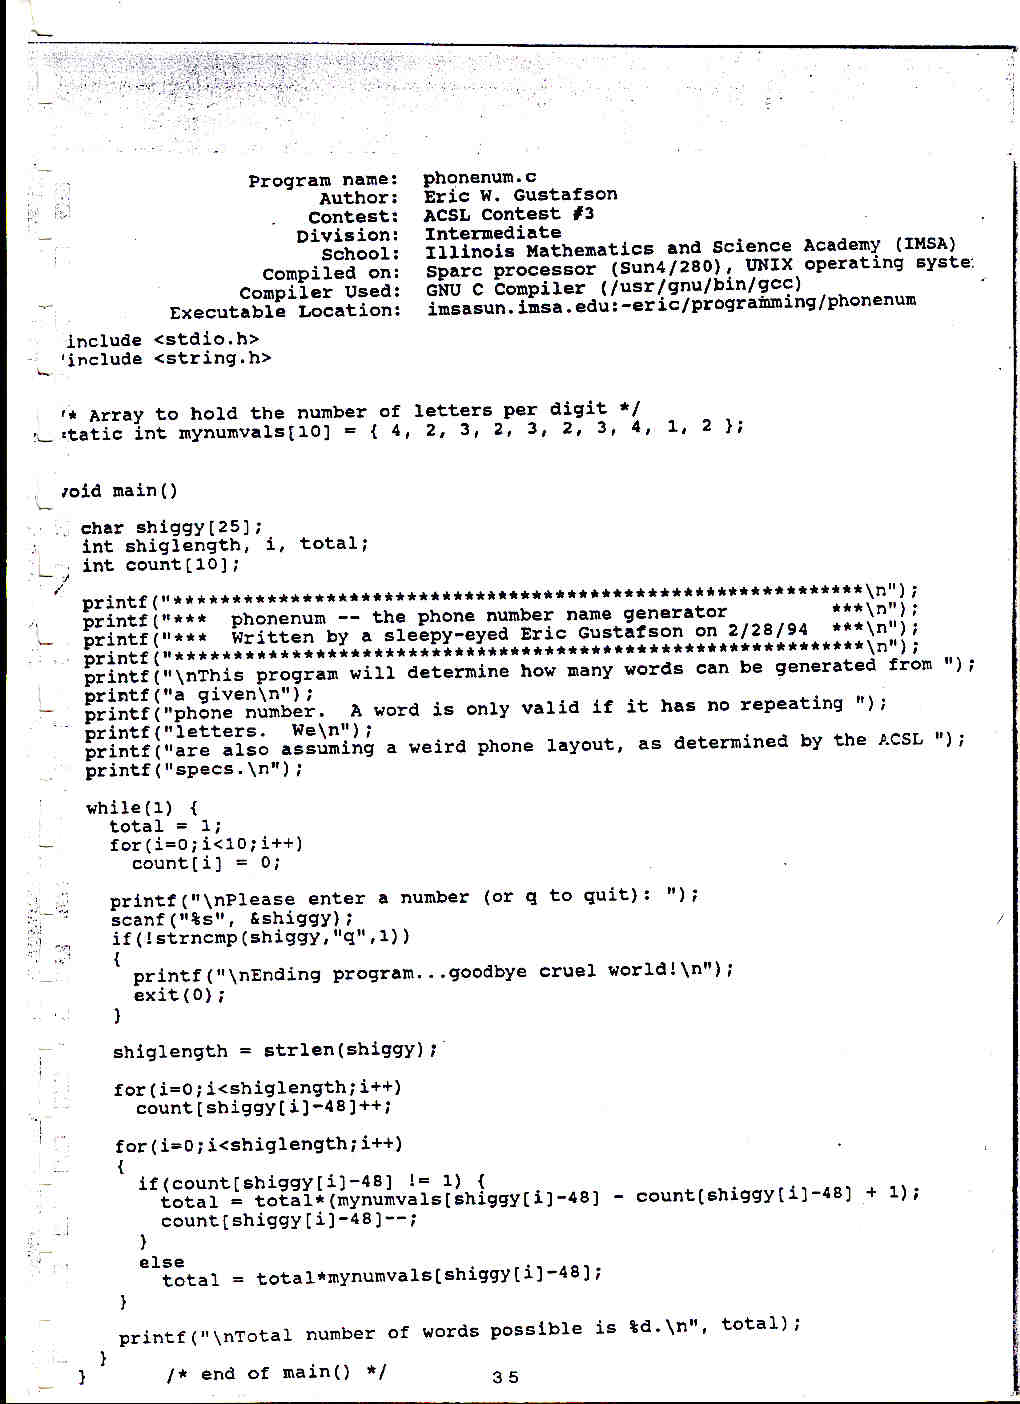 Program name: phonenum.c
Author: Eric W. Gustafson
Contest: ACSL Contest #3
Division: Intermediate
School: Illinois Mathematics and Science Academy (IMSA)
Compiled on: Sparc processor (Sun4/280), UNIX operating syste
Compiler Used: GNU C Compiler (/usr/gnu/bin/gcc)
Executable Location: imsasun.imsa.edu:~eric/programming/phonenum
include <stdio.h>
include <string.h>
* Array to hold the number of letters per digit */
tatic int mynumvals[10] = { 4, 2, 3, 2, 3, 2, 3, 4, 1, 2 };
void main()
char shiggy[25];
int shiglength, i, total;
int count[10];
printf("***********************************************************\n");
printf("*** phonenum -- the phone number name generator ***\n");
printf("*** Written by a sleepy-eyed Eric Gustafson on 2/28/94 ***\n");
printf("***********************************************************\n");
printf("\nThis program will determine how many words can be generated from ");
printf("a given\n");
printf("phone number. A word is only valid if it has no repeating ");
printf("letters. We\n");
printf("are also assuming a weird phone layout, as determined by the ACSL ");
printf("specs.\n");
while(1) {
total = 1;
for(i=0;i<10;i++)
count[i] = 0;
printf("\nPlease enter a number (or q to quit): ");
scanf("%s", &shiggy);
if(!strncmp(shiggy,"q",1))
{
printf("\nEnding program...goodbye cruel world!\n");
exit(0);
}
shiglength = strlen(shiggy);
for(i=0;i<shiglength;i++)
count[shiggy[i]-48]++;
for(i=0;i<shiglength;i++)
{
if(count[shiggy[i]-48] != 1) {
total = total*(mynumvals[shiggy[i]-48] - count[shiggy[i]-48] + 1);
count[shiggy[i]-48]--;
}
else
total = total*mynumvals[shiggy[i]-48];
}
printf("\nTotal number of words possible is %d.\n", total);
}
} /* end of main() */
35